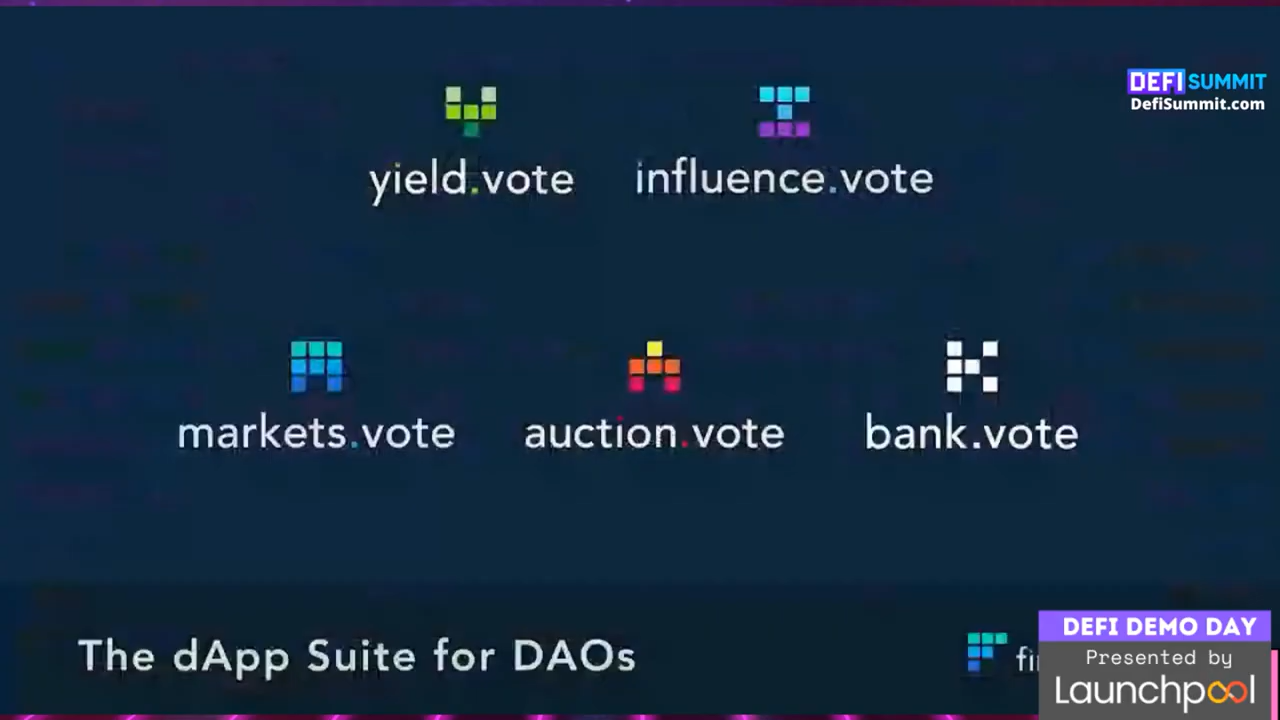 DEFI SUMMIT
DefiSummit.com
yield.vote
influence.vote
markets.vote
auction.vote
bank.vote
The dApp Suite for DAOs
DEFI DEMO DAY
Presented by
Launchpool